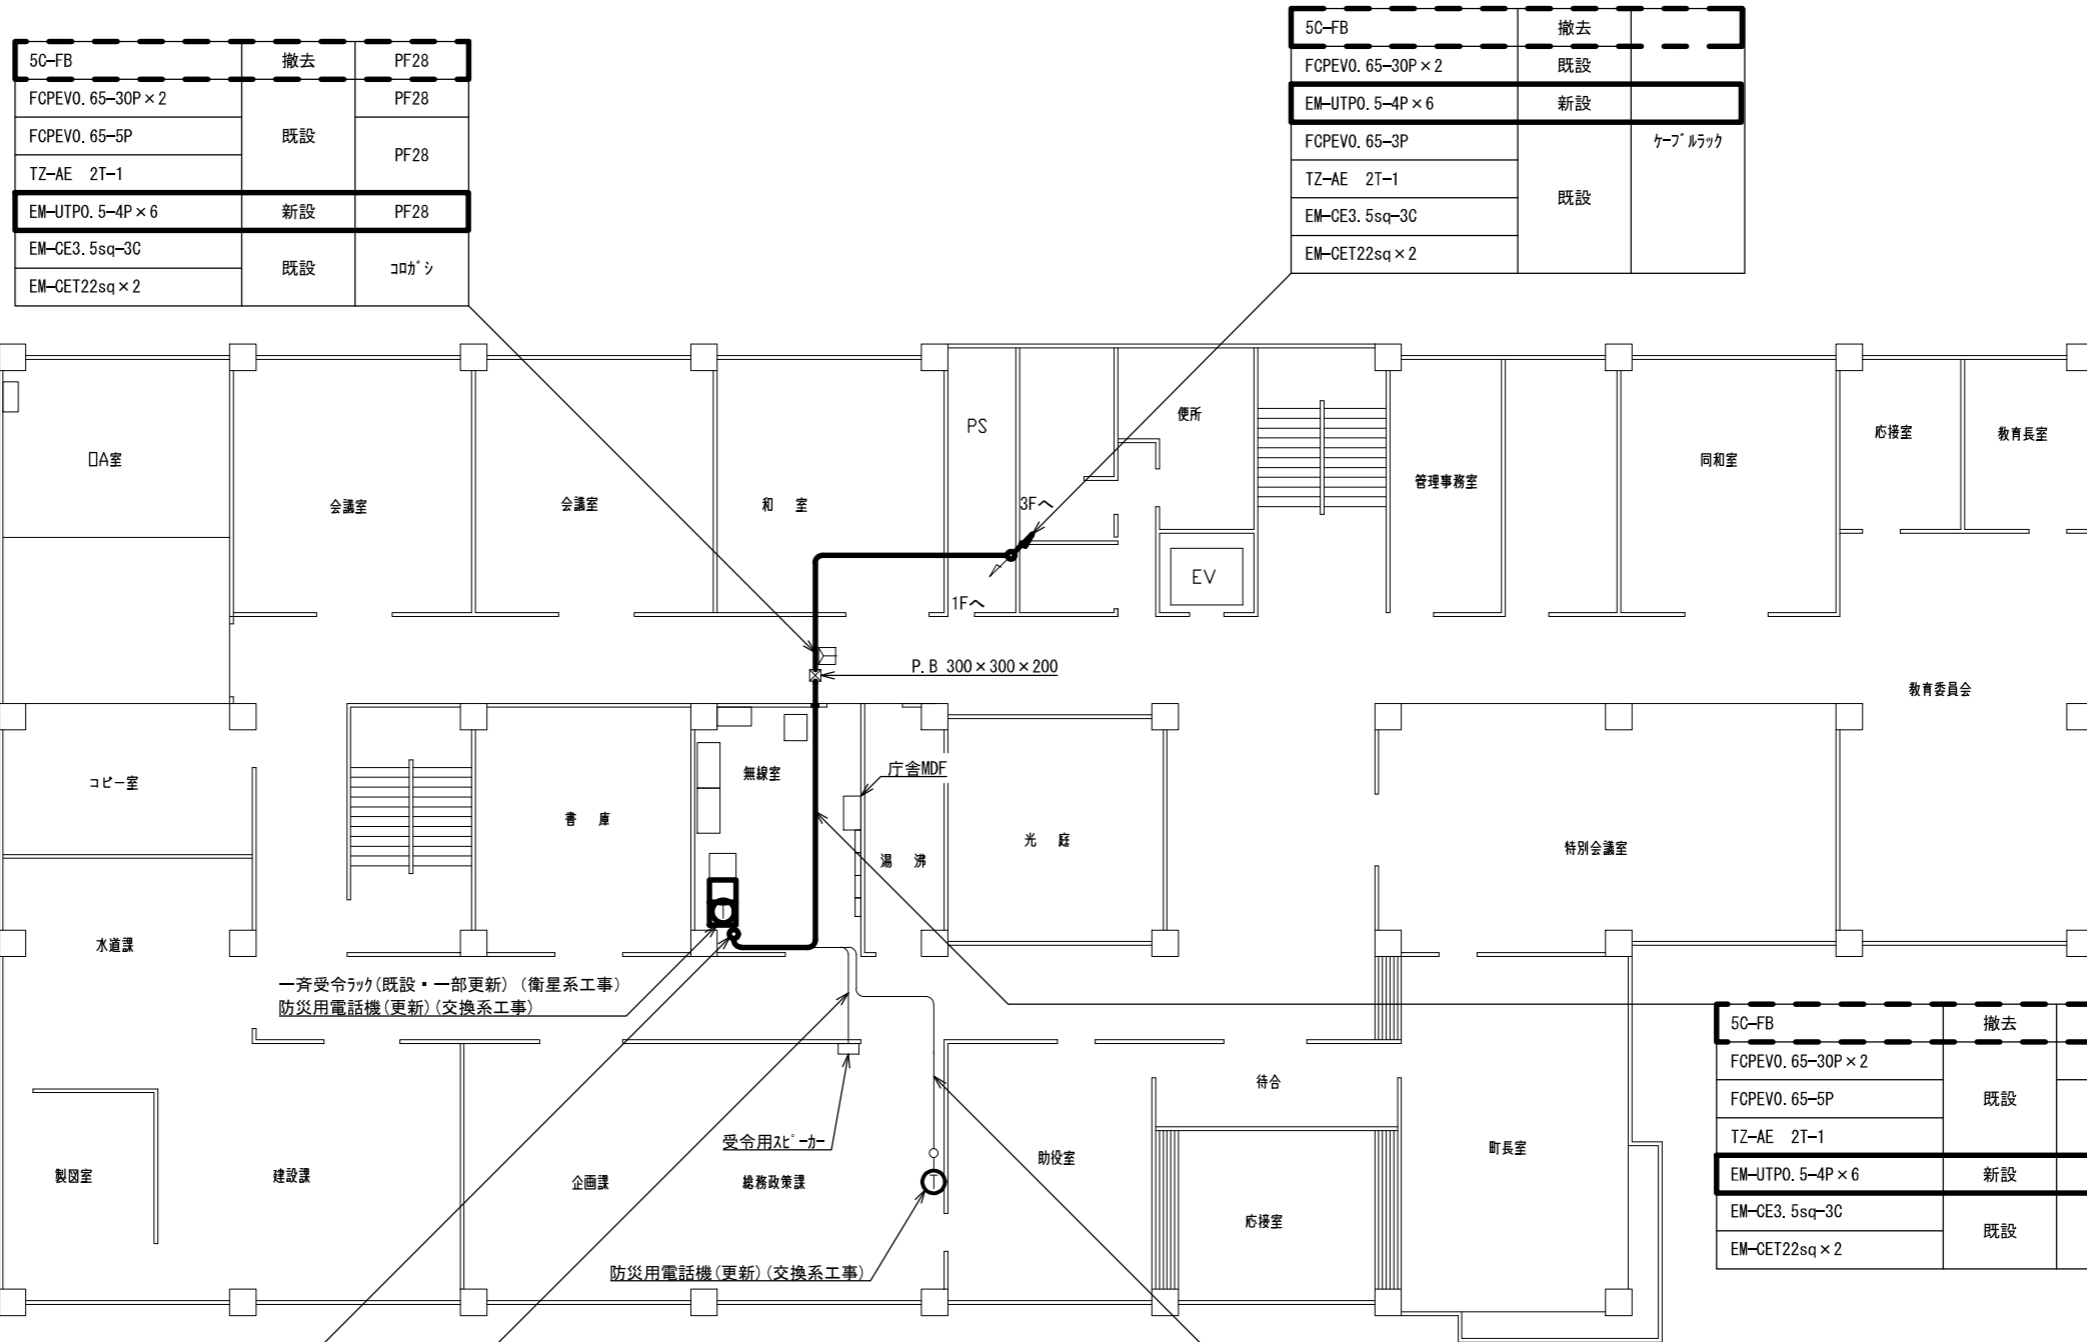 5C-FB 撤去 PF28
FCPEV0.65-30P×2 既設 PF28
FCPEV0.65-5P PF28
TZ-AE 2T-1
EM-UTP0.5-4P×6 新設 PF28
EM-CE3.5sq-3C 既設 コロガシ
EM-CET22sq×2
5C-FB 撤去
FCPEV0.65-30P×2 既設
EM-UTP0.5-4P×6 新設
FCPEV0.65-3P 既設 ケーブルラック
TZ-AE 2T-1
EM-CE3.5sq-3C
EM-CET22sq×2
OA室
会議室
会議室
和 室
PS
便所
3Fへ
1Fへ
EV
管理事務室
同和室
応接室
教育長室
P.B 300×300×200
教育委員会
コピー室
書 庫
無線室
庁舎MDF
湯 沸
光 庭
特別会議室
水道課
一斉受令ラック(既設・一部更新)(衛星系工事)
防災用電話機(更新)(交換系工事)
5C-FB 撤去
FCPEV0.65-30P×2 既設
FCPEV0.65-5P
TZ-AE 2T-1
EM-UTP0.5-4P×6 新設
EM-CE3.5sq-3C 既設
EM-CET22sq×2
待合
受令用スピーカー
製図室
建設課
企画課
総務政策課
T
助役室
応接室
町長室
防災用電話機(更新)(交換系工事)